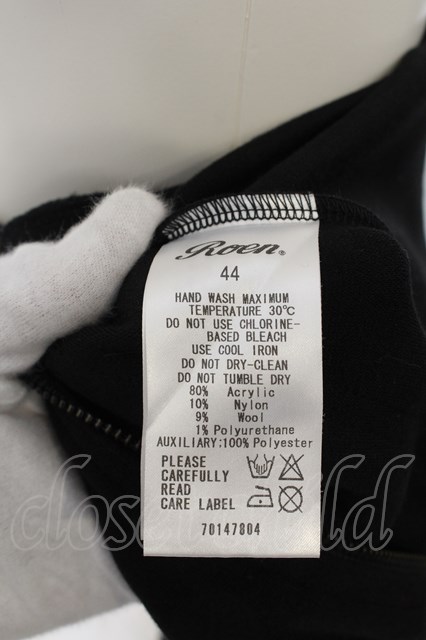 Roen.
44
HAND WASH MAXIMUM
TEMPERATURE 30℃
DO NOT USE CHLORINE-
BASED BLEACH
USE COOL IRON
DO NOT DRY-CLEAN
DO NOT TUMBLE DRY
80% Acrylic
10% Nylon
9% Wool
1% Polyurethane
AUXILIARY:100% Polyester
PLEASE
CAREFULLY
READ
CARE LABEL
70147804